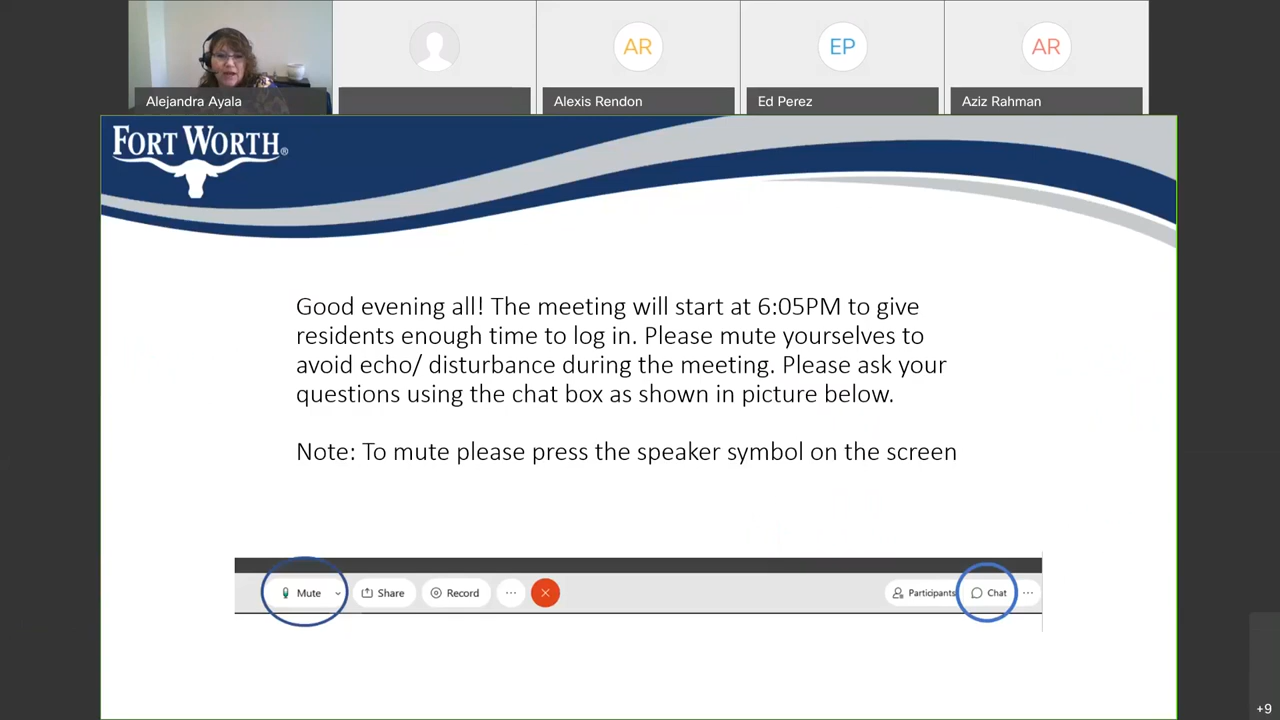 AR
EP
AR
Alejandra Ayala
Alexis Rendon
Ed Perez
Aziz Rahman
FORT WORTH®
Good evening all! The meeting will start at 6:05PM to give
residents enough time to log in. Please mute yourselves to
avoid echo/ disturbance during the meeting. Please ask your
questions using the chat box as shown in picture below.
Note: To mute please press the speaker symbol on the screen
Mute
Share
Record
Participants
Chat
+9